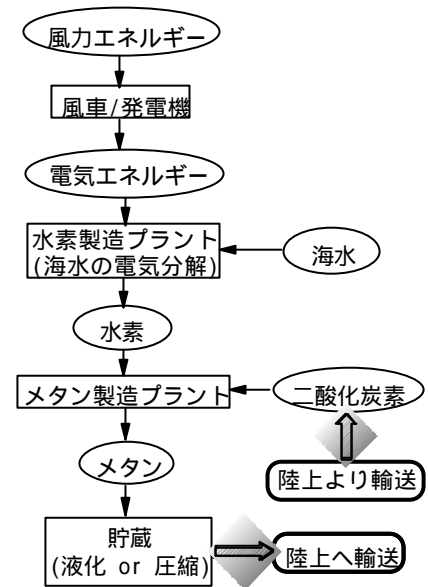 風力エネルギー
風車/発電機
電気エネルギー
水素製造プラント
(海水の電気分解)
海水
水素
メタン製造プラント
二酸化炭素
メタン
陸上より輸送
貯蔵
(液化 or 圧縮)
陸上へ輸送